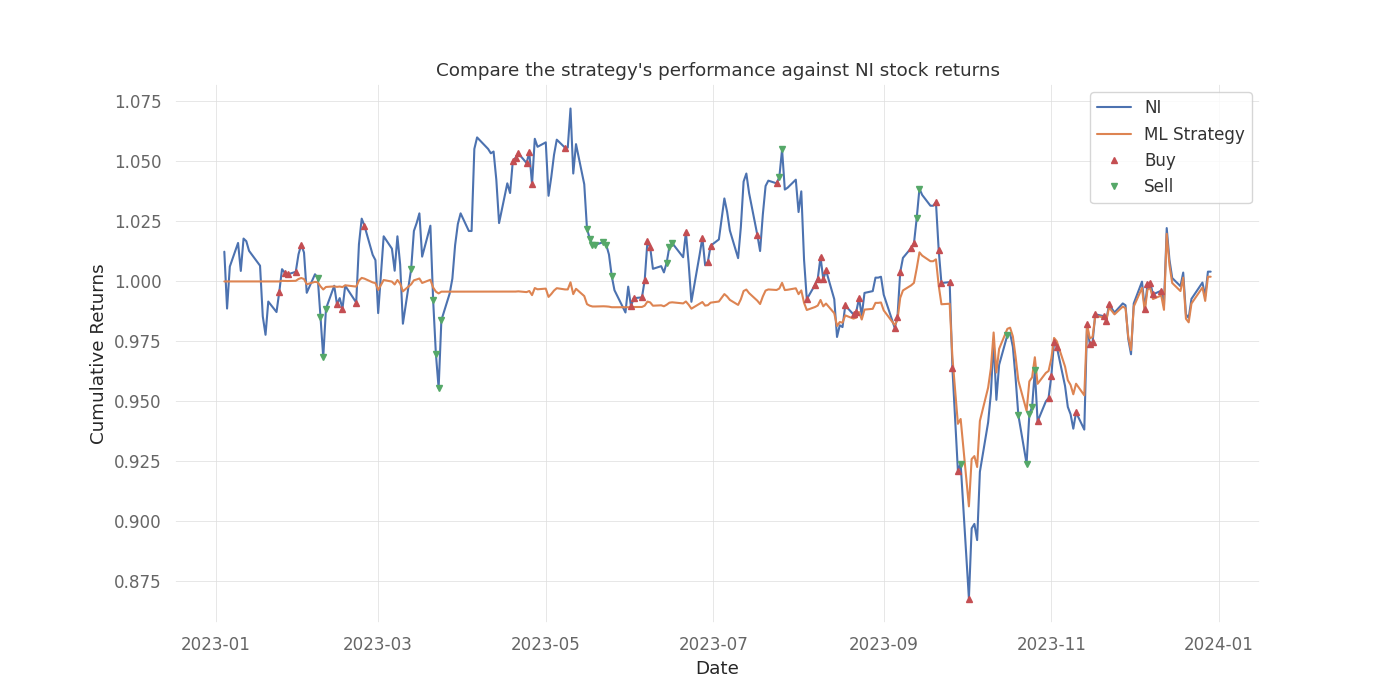 Compare the strategy's performance against NI stock returns
NI
ML Strategy
Buy
Sell
Cumulative Returns
1.075
1.050
1.025
1.000
0.975
0.950
0.925
0.900
0.875
2023-01
2023-03
2023-05
2023-07
2023-09
2023-11
2024-01
Date